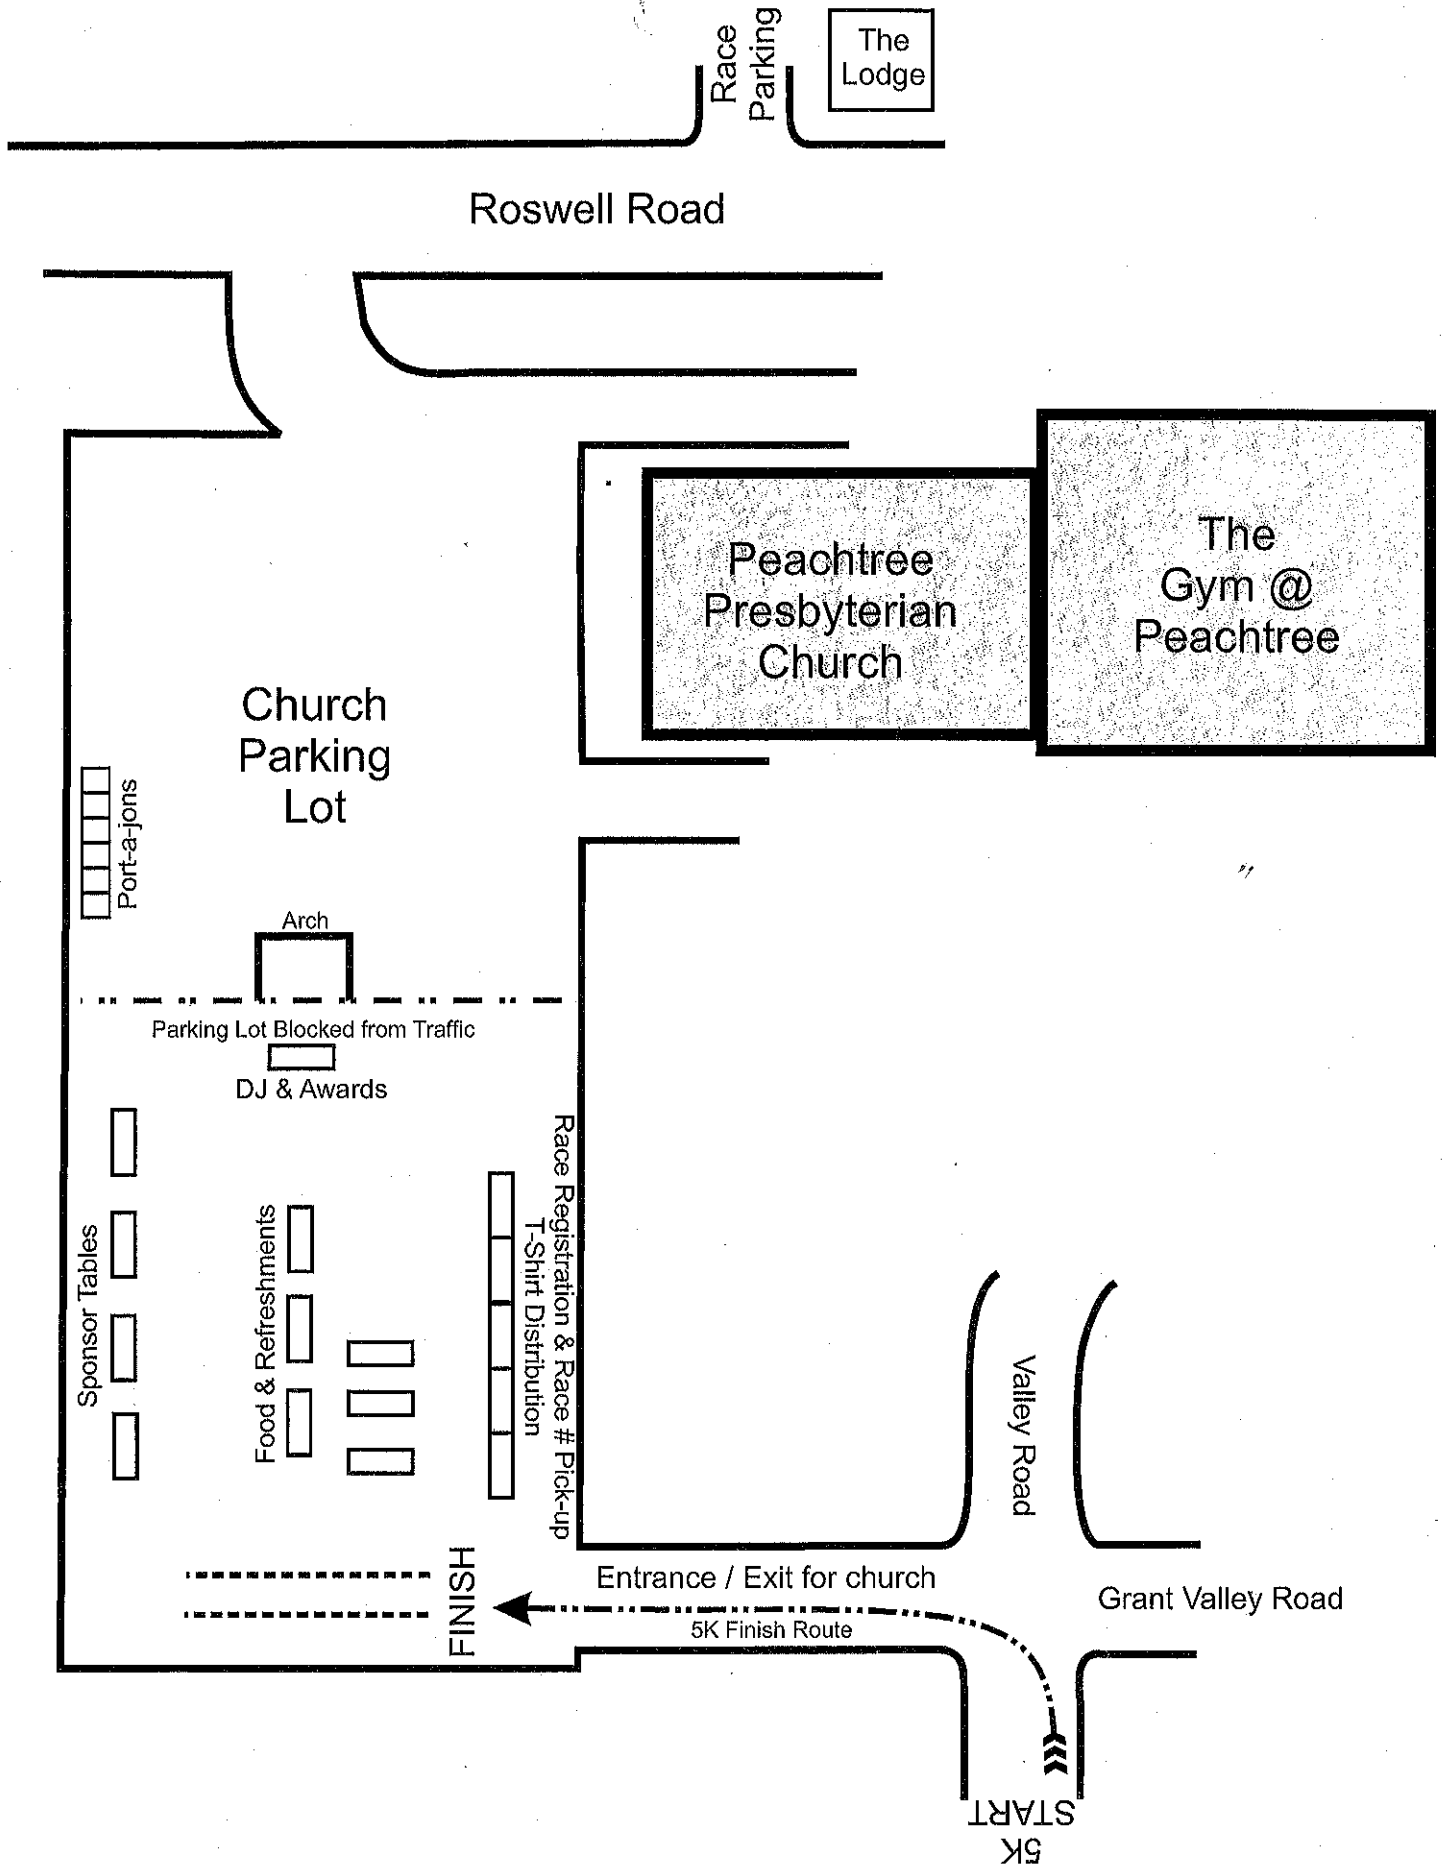 Race
Parking
The
Lodge
Roswell Road
Peachtree
Presbyterian
Church
The
Gym @
Peachtree
Church
Parking
Lot
Port-a-jons
Arch
Parking Lot Blocked from Traffic
DJ & Awards
Sponsor Tables
Food & Refreshments
Race Registration & Race # Pick-up
T-Shirt Distribution
Valley Road
FINISH
Entrance / Exit for church
5K Finish Route
Grant Valley Road
5K
START